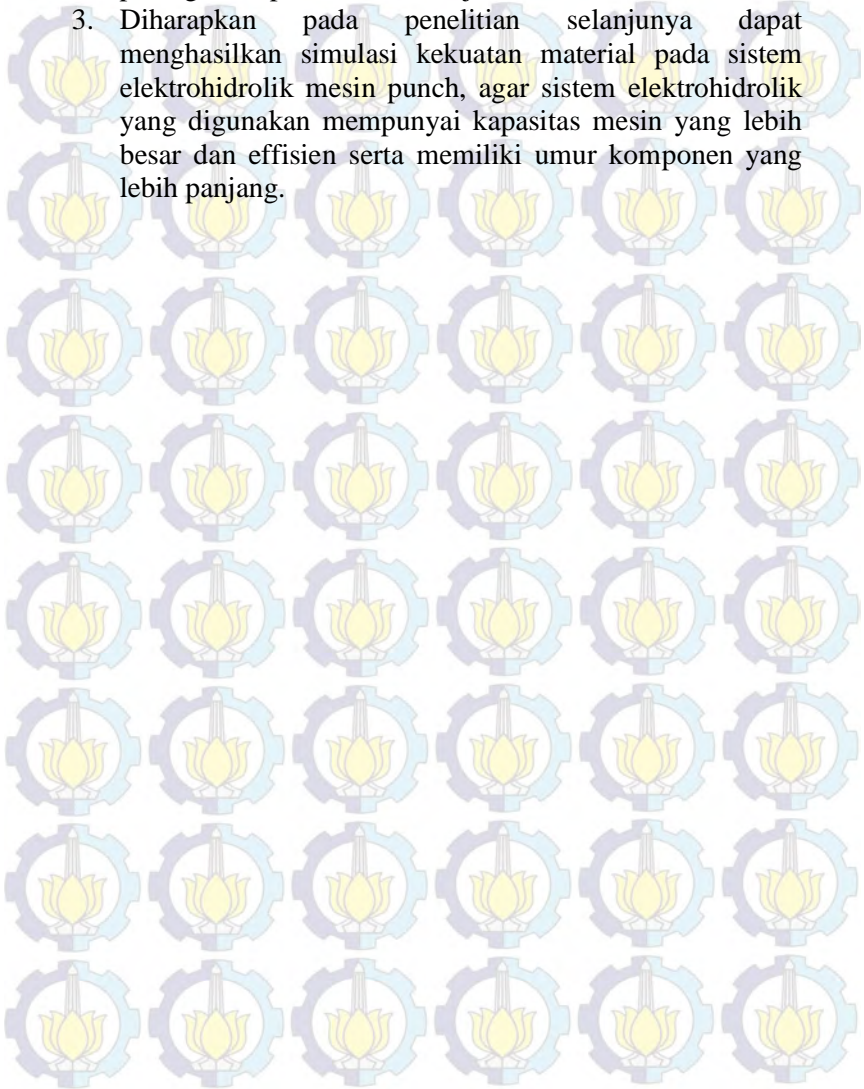 3. Diharapkan pada penelitian selanjunya dapat
menghasilkan simulasi kekuatan material pada sistem
elektrohidrolik mesin punch, agar sistem elektrohidrolik
yang digunakan mempunyai kapasitas mesin yang lebih
besar dan effisien serta memiliki umur komponen yang
lebih panjang.